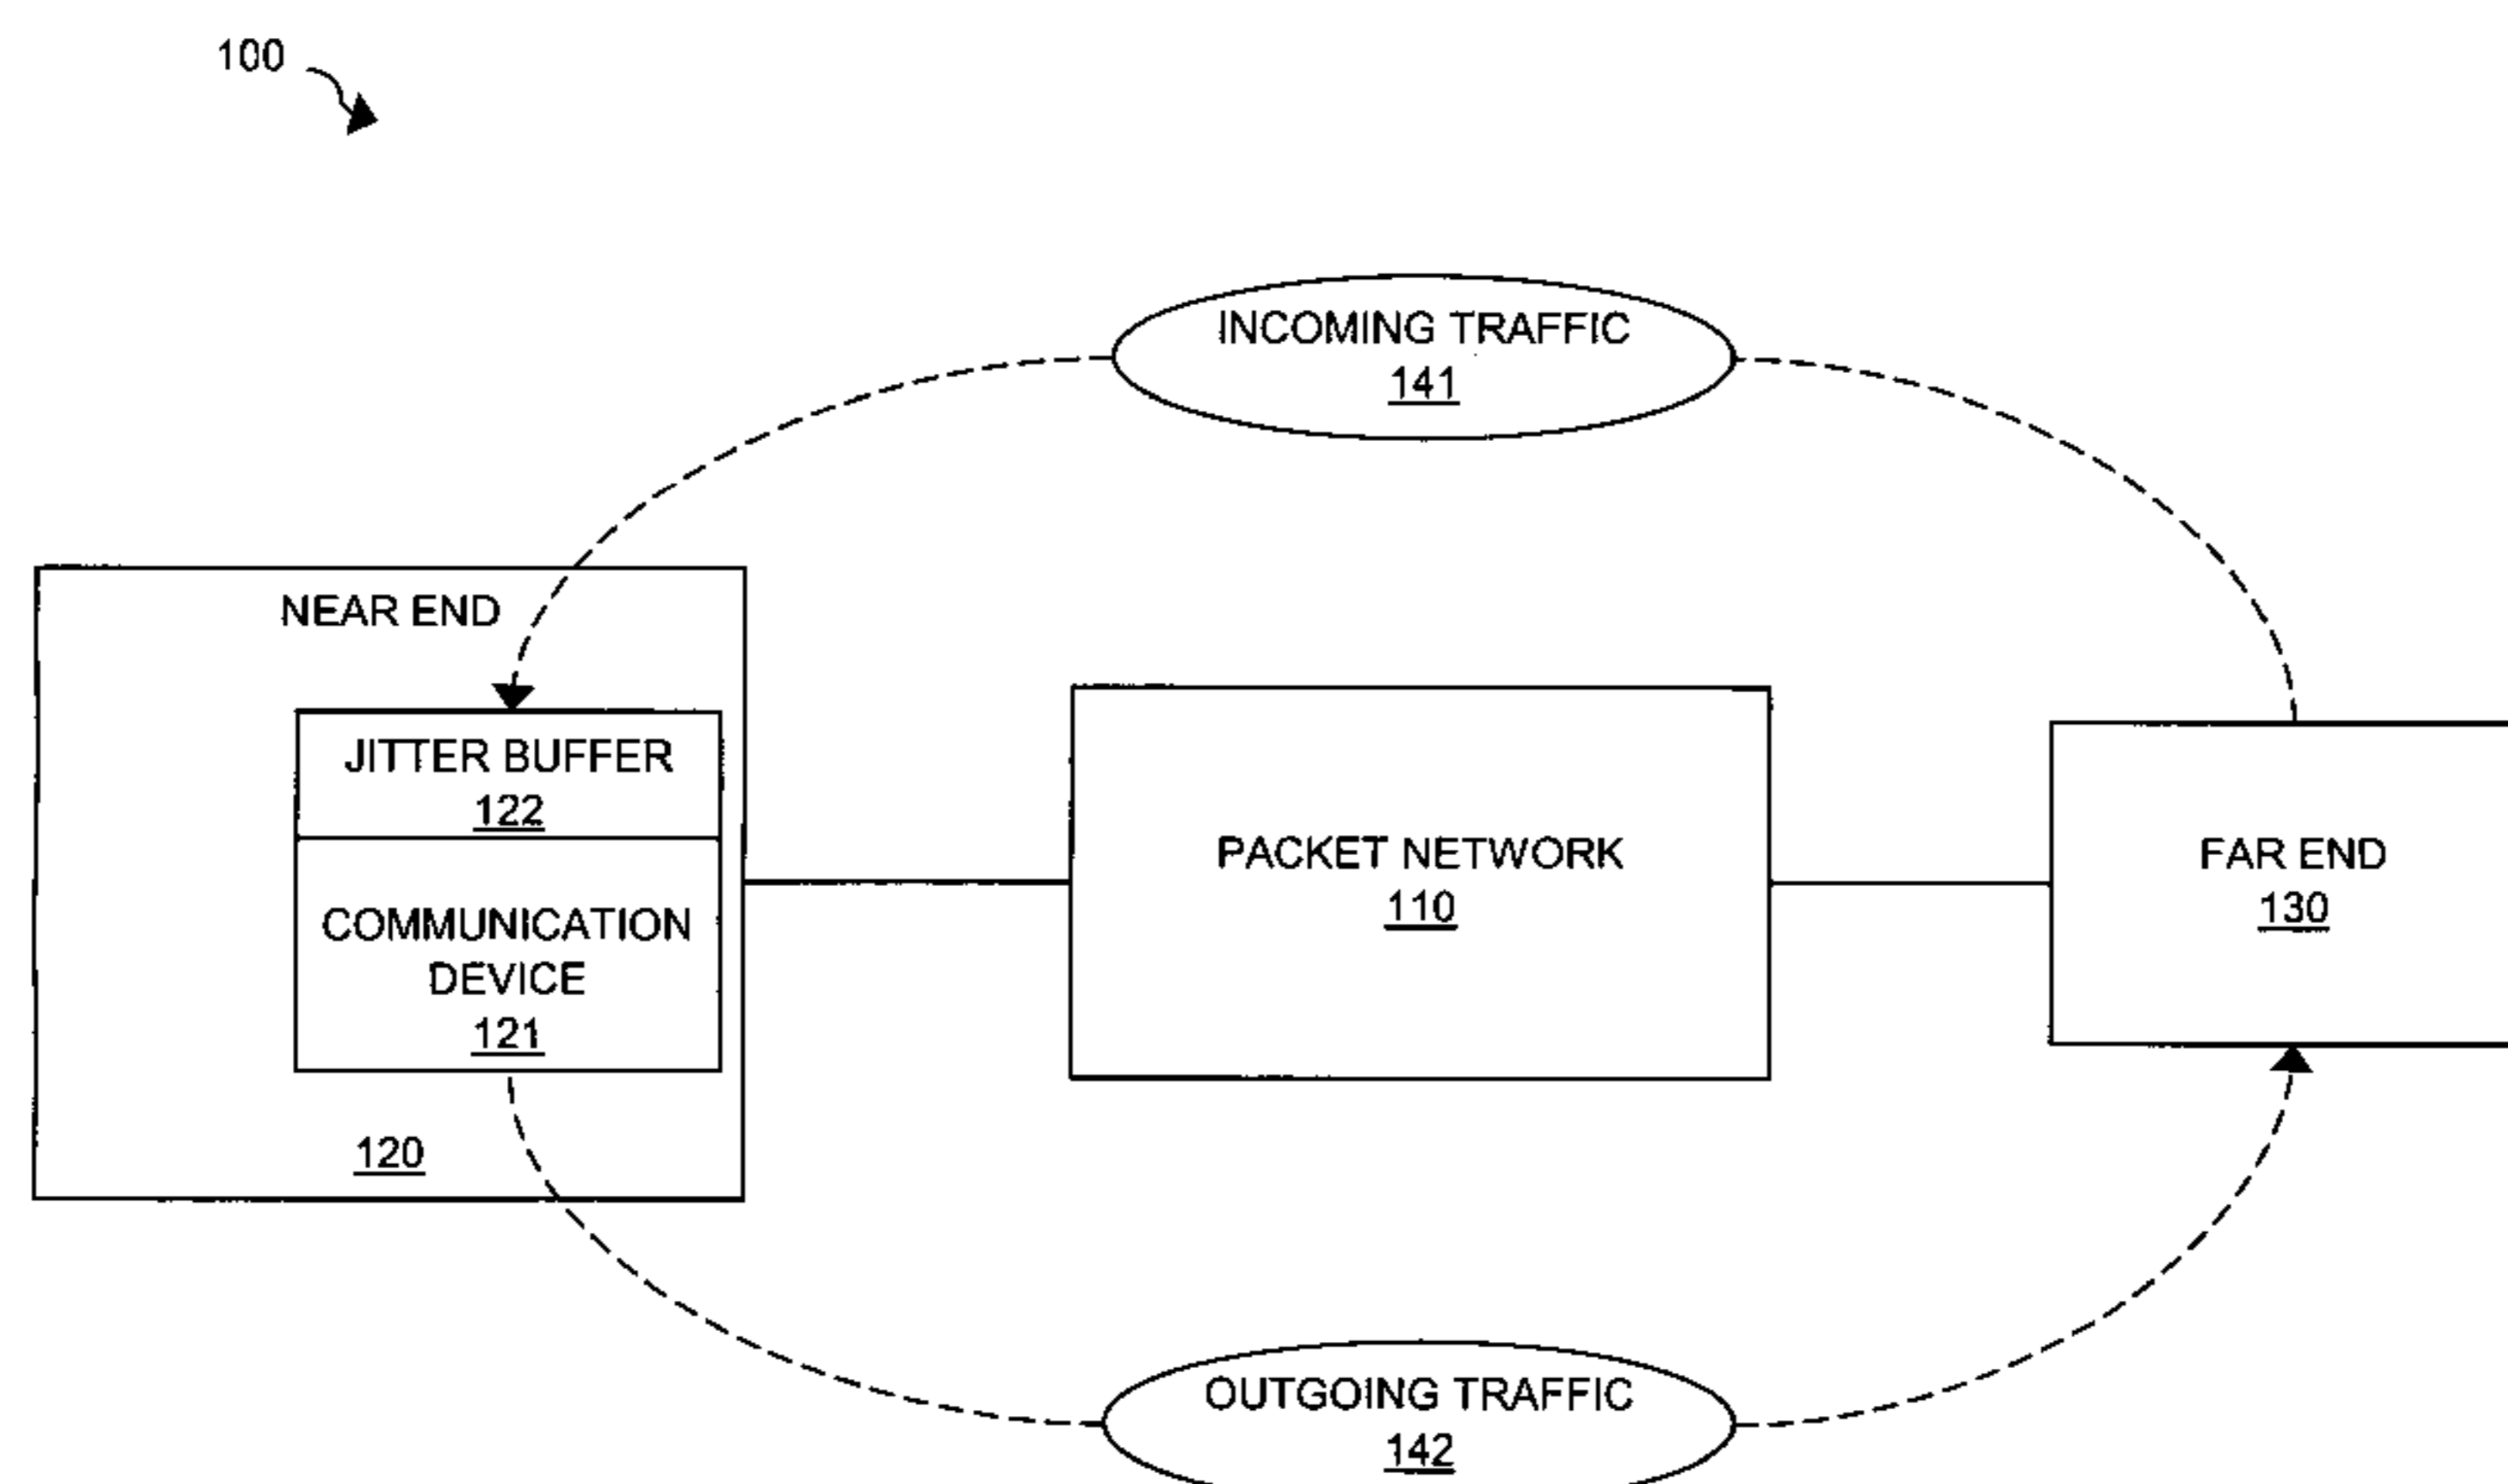 100
INCOMING TRAFFIC
141
NEAR END
JITTER BUFFER
122
COMMUNICATION
DEVICE
121
120
PACKET NETWORK
110
FAR END
130
OUTGOING TRAFFIC
142